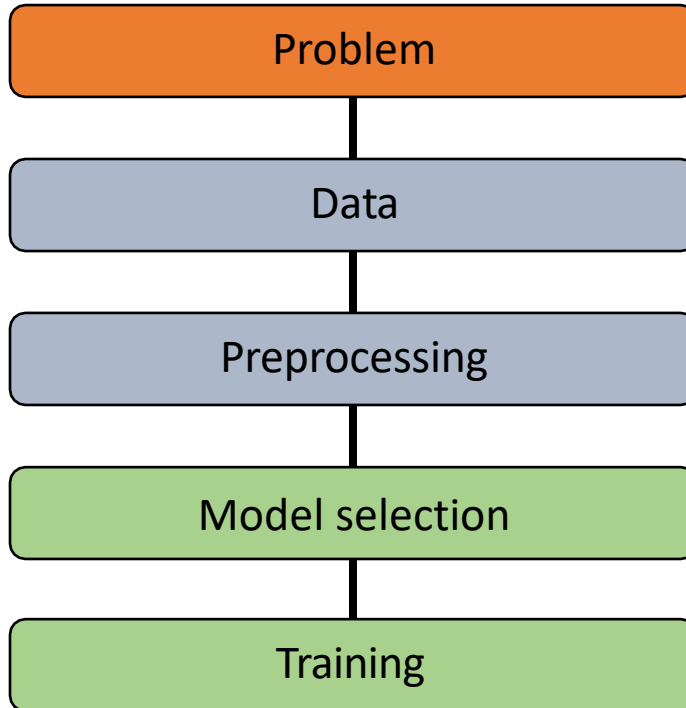 Problem
Data
Preprocessing
Model selection
Training